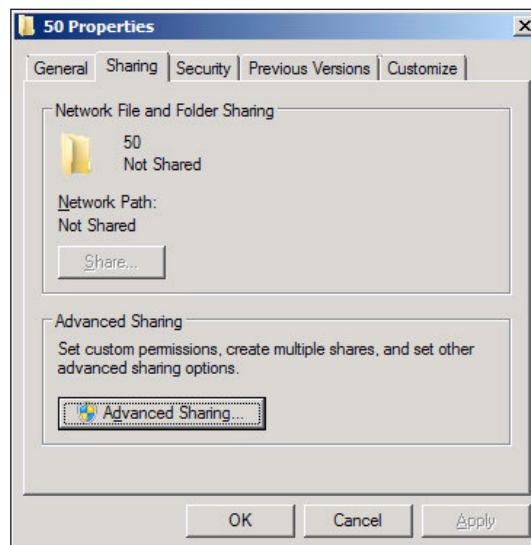 50 Properties
General Sharing Security Previous Versions Customize
Network File and Folder Sharing
50
Not Shared
Network Path:
Not Shared
Share...
Advanced Sharing
Set custom permissions, create multiple shares, and set other
advanced sharing options.
Advanced Sharing...
OK Cancel Apply